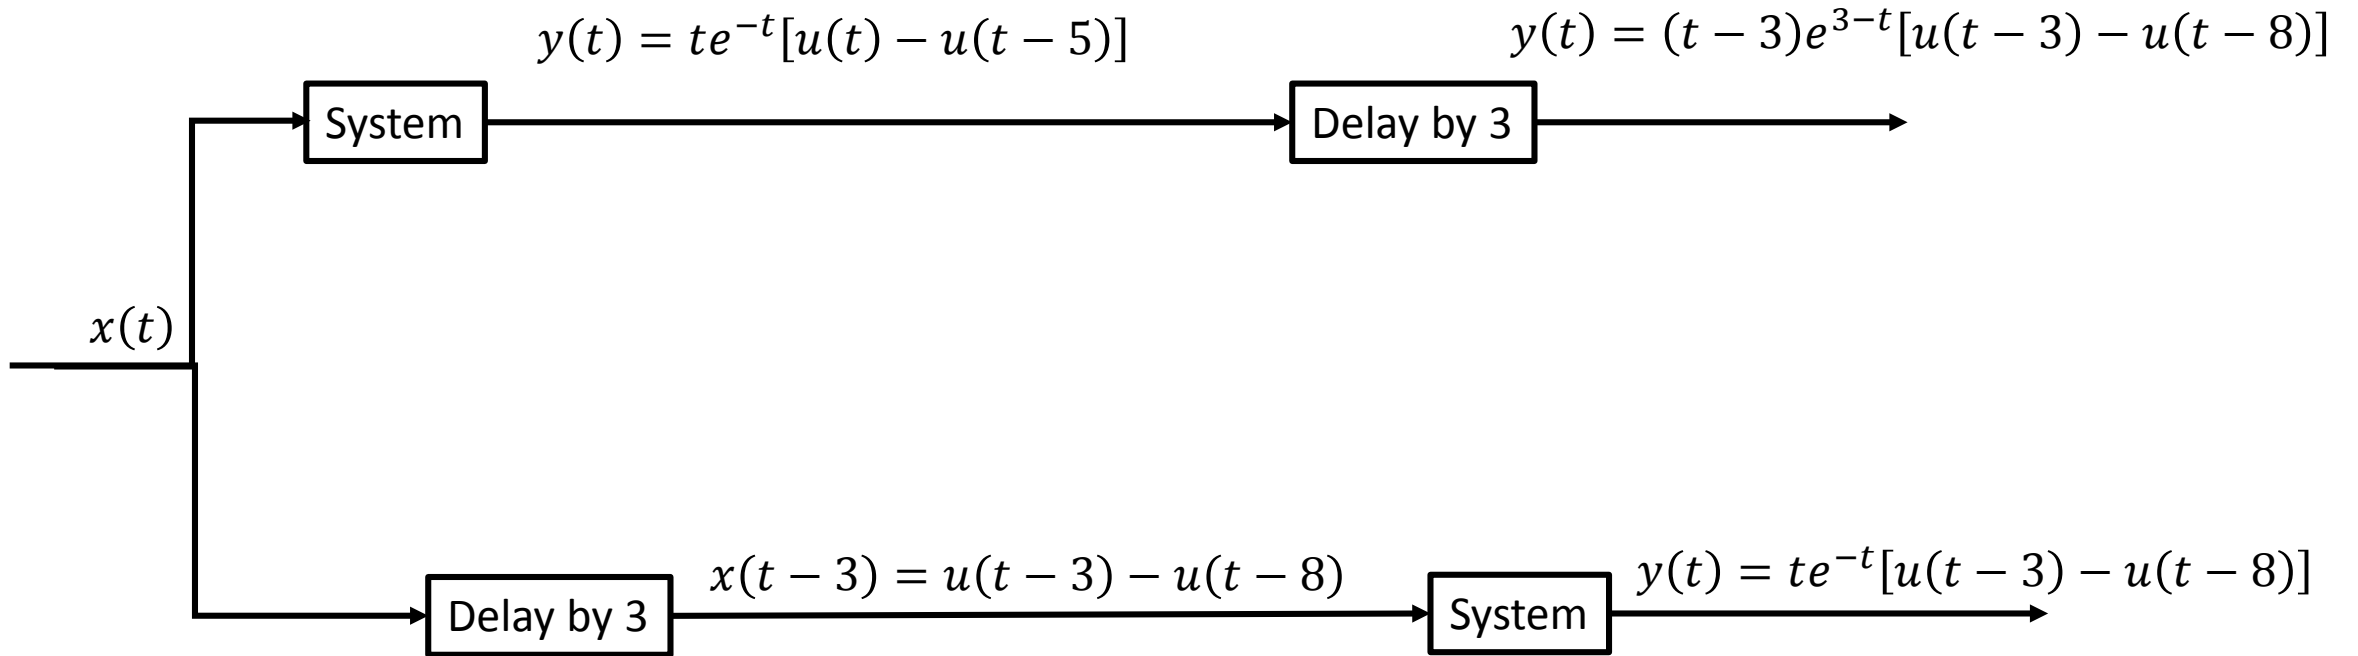 y(t) = te^{−t}[u(t) − u(t − 5)]
y(t) = (t − 3)e^{3−t}[u(t − 3) − u(t − 8)]
System
Delay by 3
x(t)
x(t − 3) = u(t − 3) − u(t − 8)
y(t) = te^{−t}[u(t − 3) − u(t − 8)]
Delay by 3
System